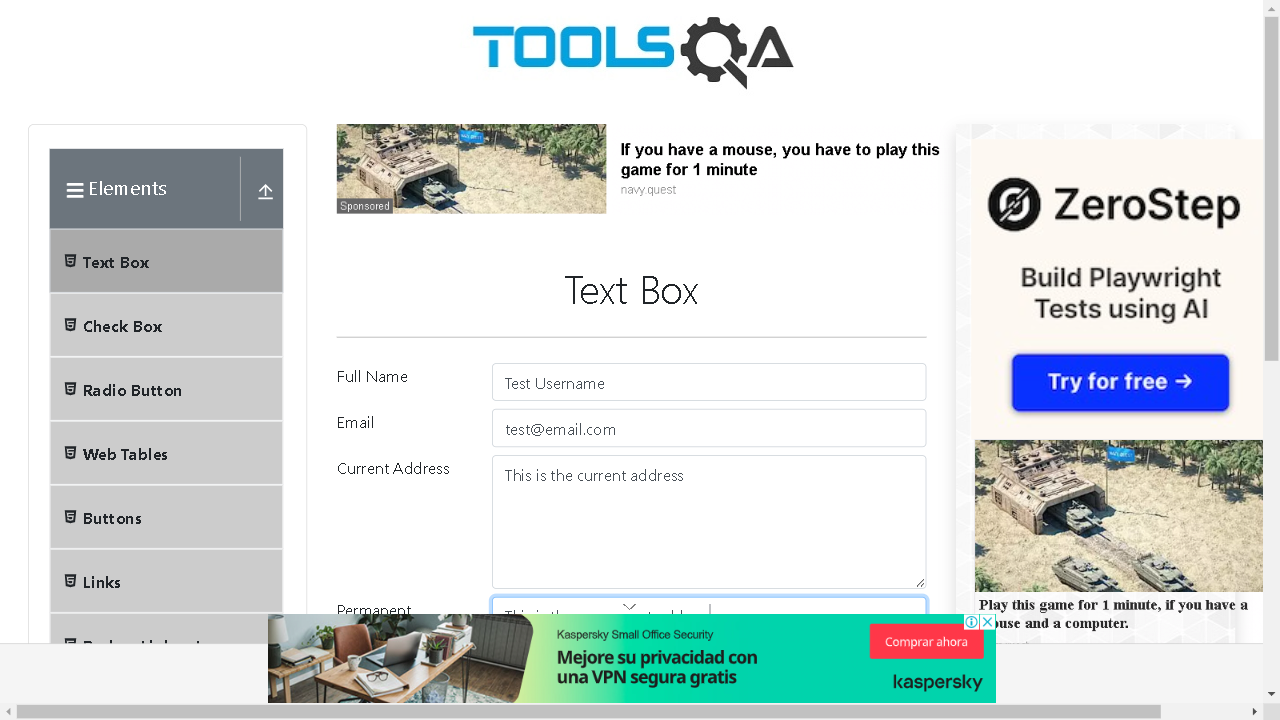 TOOLSQA
Elements
Text Box
Check Box
Radio Button
Web Tables
Buttons
Links
Sponsored
If you have a mouse, you have to play this
game for 1 minute
navy quest
Text Box
Full Name
Test Username
Email
test@email.com
Current Address
This is the current address
Permanent
ZeroStep
Build Playwright
Tests using AI
Try for free →
Play this game for 1 minute, if you have a
mouse and a computer.
Kaspersky Small Office Security
Mejore su privacidad con
una VPN segura gratis
Comprar ahora
kaspersky